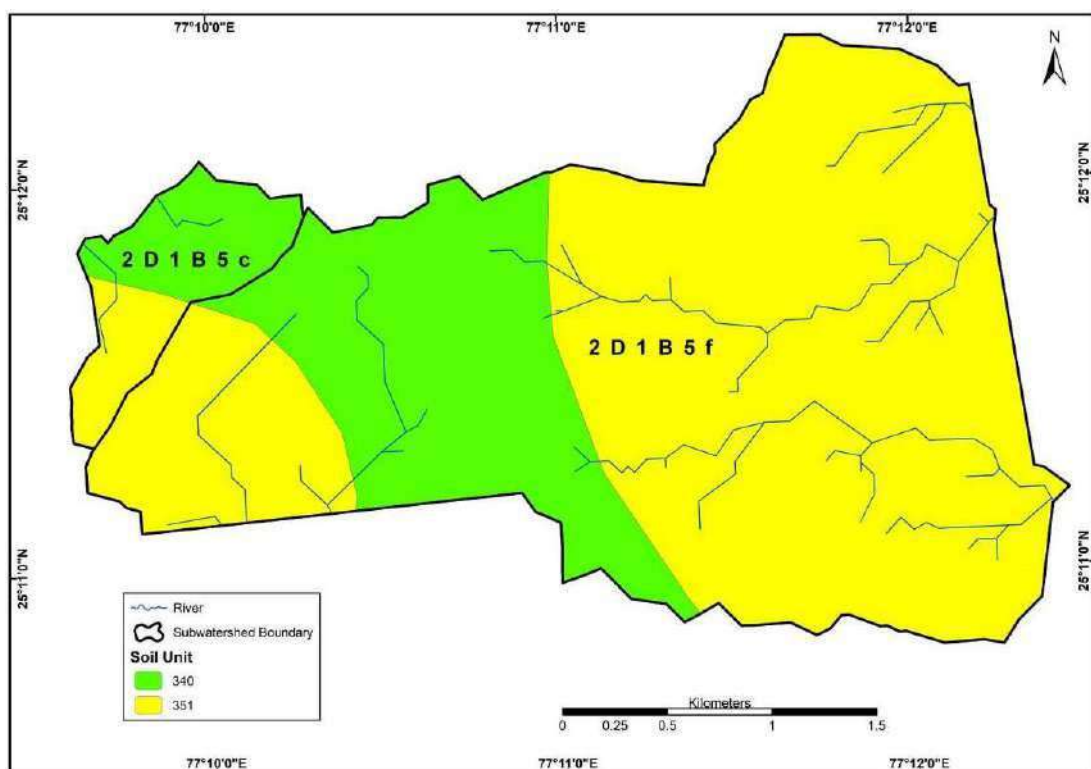 77°10'0"E 77°11'0"E 77°12'0"E
N
25°12'0"N 25°12'0"N
2 D 1 B 5 c
2 D 1 B 5 f
25°11'0"N 25°11'0"N
River
Subwatershed Boundary
Soil Unit
340
351
Kilometers
0 0.25 0.5 1 1.5
77°10'0"E 77°11'0"E 77°12'0"E